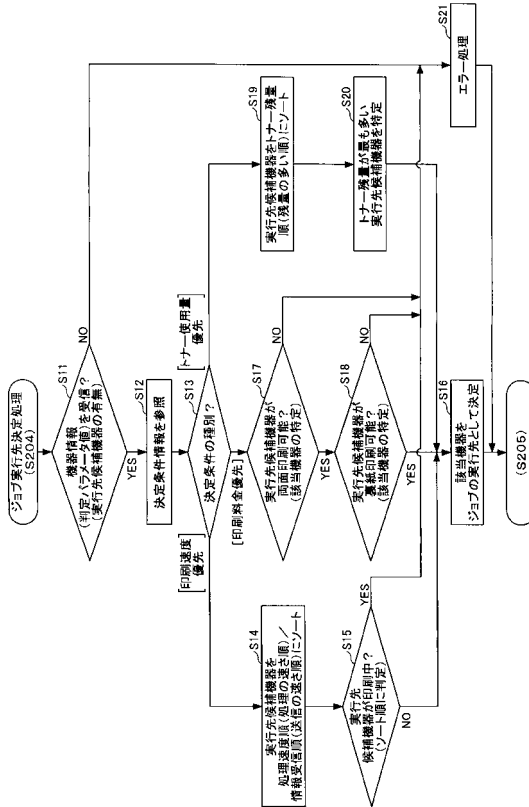 ジョブ実行先決定処理
(S204)
S11
機器情報
(判定パラメータ値)を受信?
(実行先候補機器の有無)
NO
YES
S12
決定条件情報を参照
S13
決定条件の種別?
[印刷速度
優先]
[印刷料金優先]
[トナー使用量
優先]
S14
実行先候補機器を
処理速度順(処理の速さ順)/
情報受信順(送信の速さ順)にソート
S15
実行先
候補機器が印刷中?
(ソート順に判定)
YES
NO
S17
実行先候補機器が
両面印刷可能?
(該当機器の特定)
NO
YES
S18
実行先候補機器が
裏紙印刷可能?
(該当機器の特定)
NO
YES
S19
実行先候補機器をトナー残量
順(残量の多い順)にソート
S20
トナー残量が最も多い
実行先候補機器を特定
S16
該当機器を
ジョブの実行先として決定
S21
エラー処理
(S205)